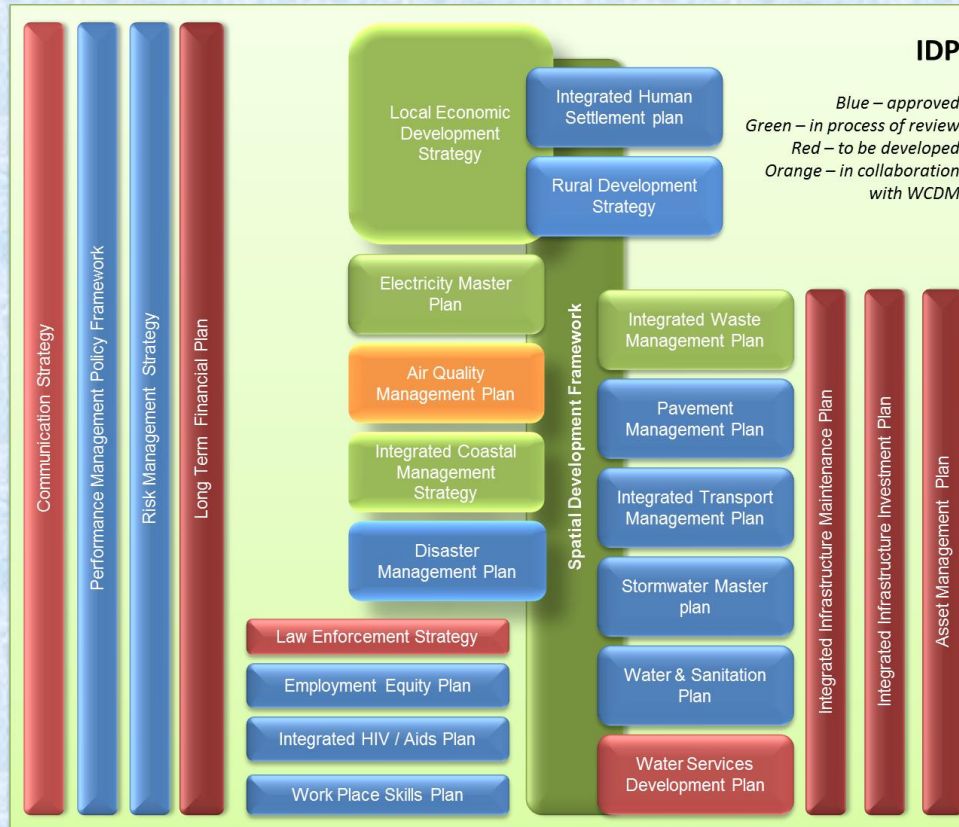 IDP
Blue – approved
Green – in process of review
Red – to be developed
Orange – in collaboration
with WCDM
Communication Strategy
Performance Management Policy Framework
Risk Management Strategy
Long Term Financial Plan
Local Economic
Development
Strategy
Integrated Human
Settlement plan
Rural Development
Strategy
Electricity Master
Plan
Air Quality
Management Plan
Integrated Coastal
Management
Strategy
Disaster
Management Plan
Law Enforcement Strategy
Employment Equity Plan
Integrated HIV / Aids Plan
Work Place Skills Plan
Spatial Development Framework
Integrated Waste
Management Plan
Pavement
Management Plan
Integrated Transport
Management Plan
Stormwater Master
plan
Water & Sanitation
Plan
Water Services
Development Plan
Integrated Infrastructure Maintenance Plan
Integrated Infrastructure Investment Plan
Asset Management Plan